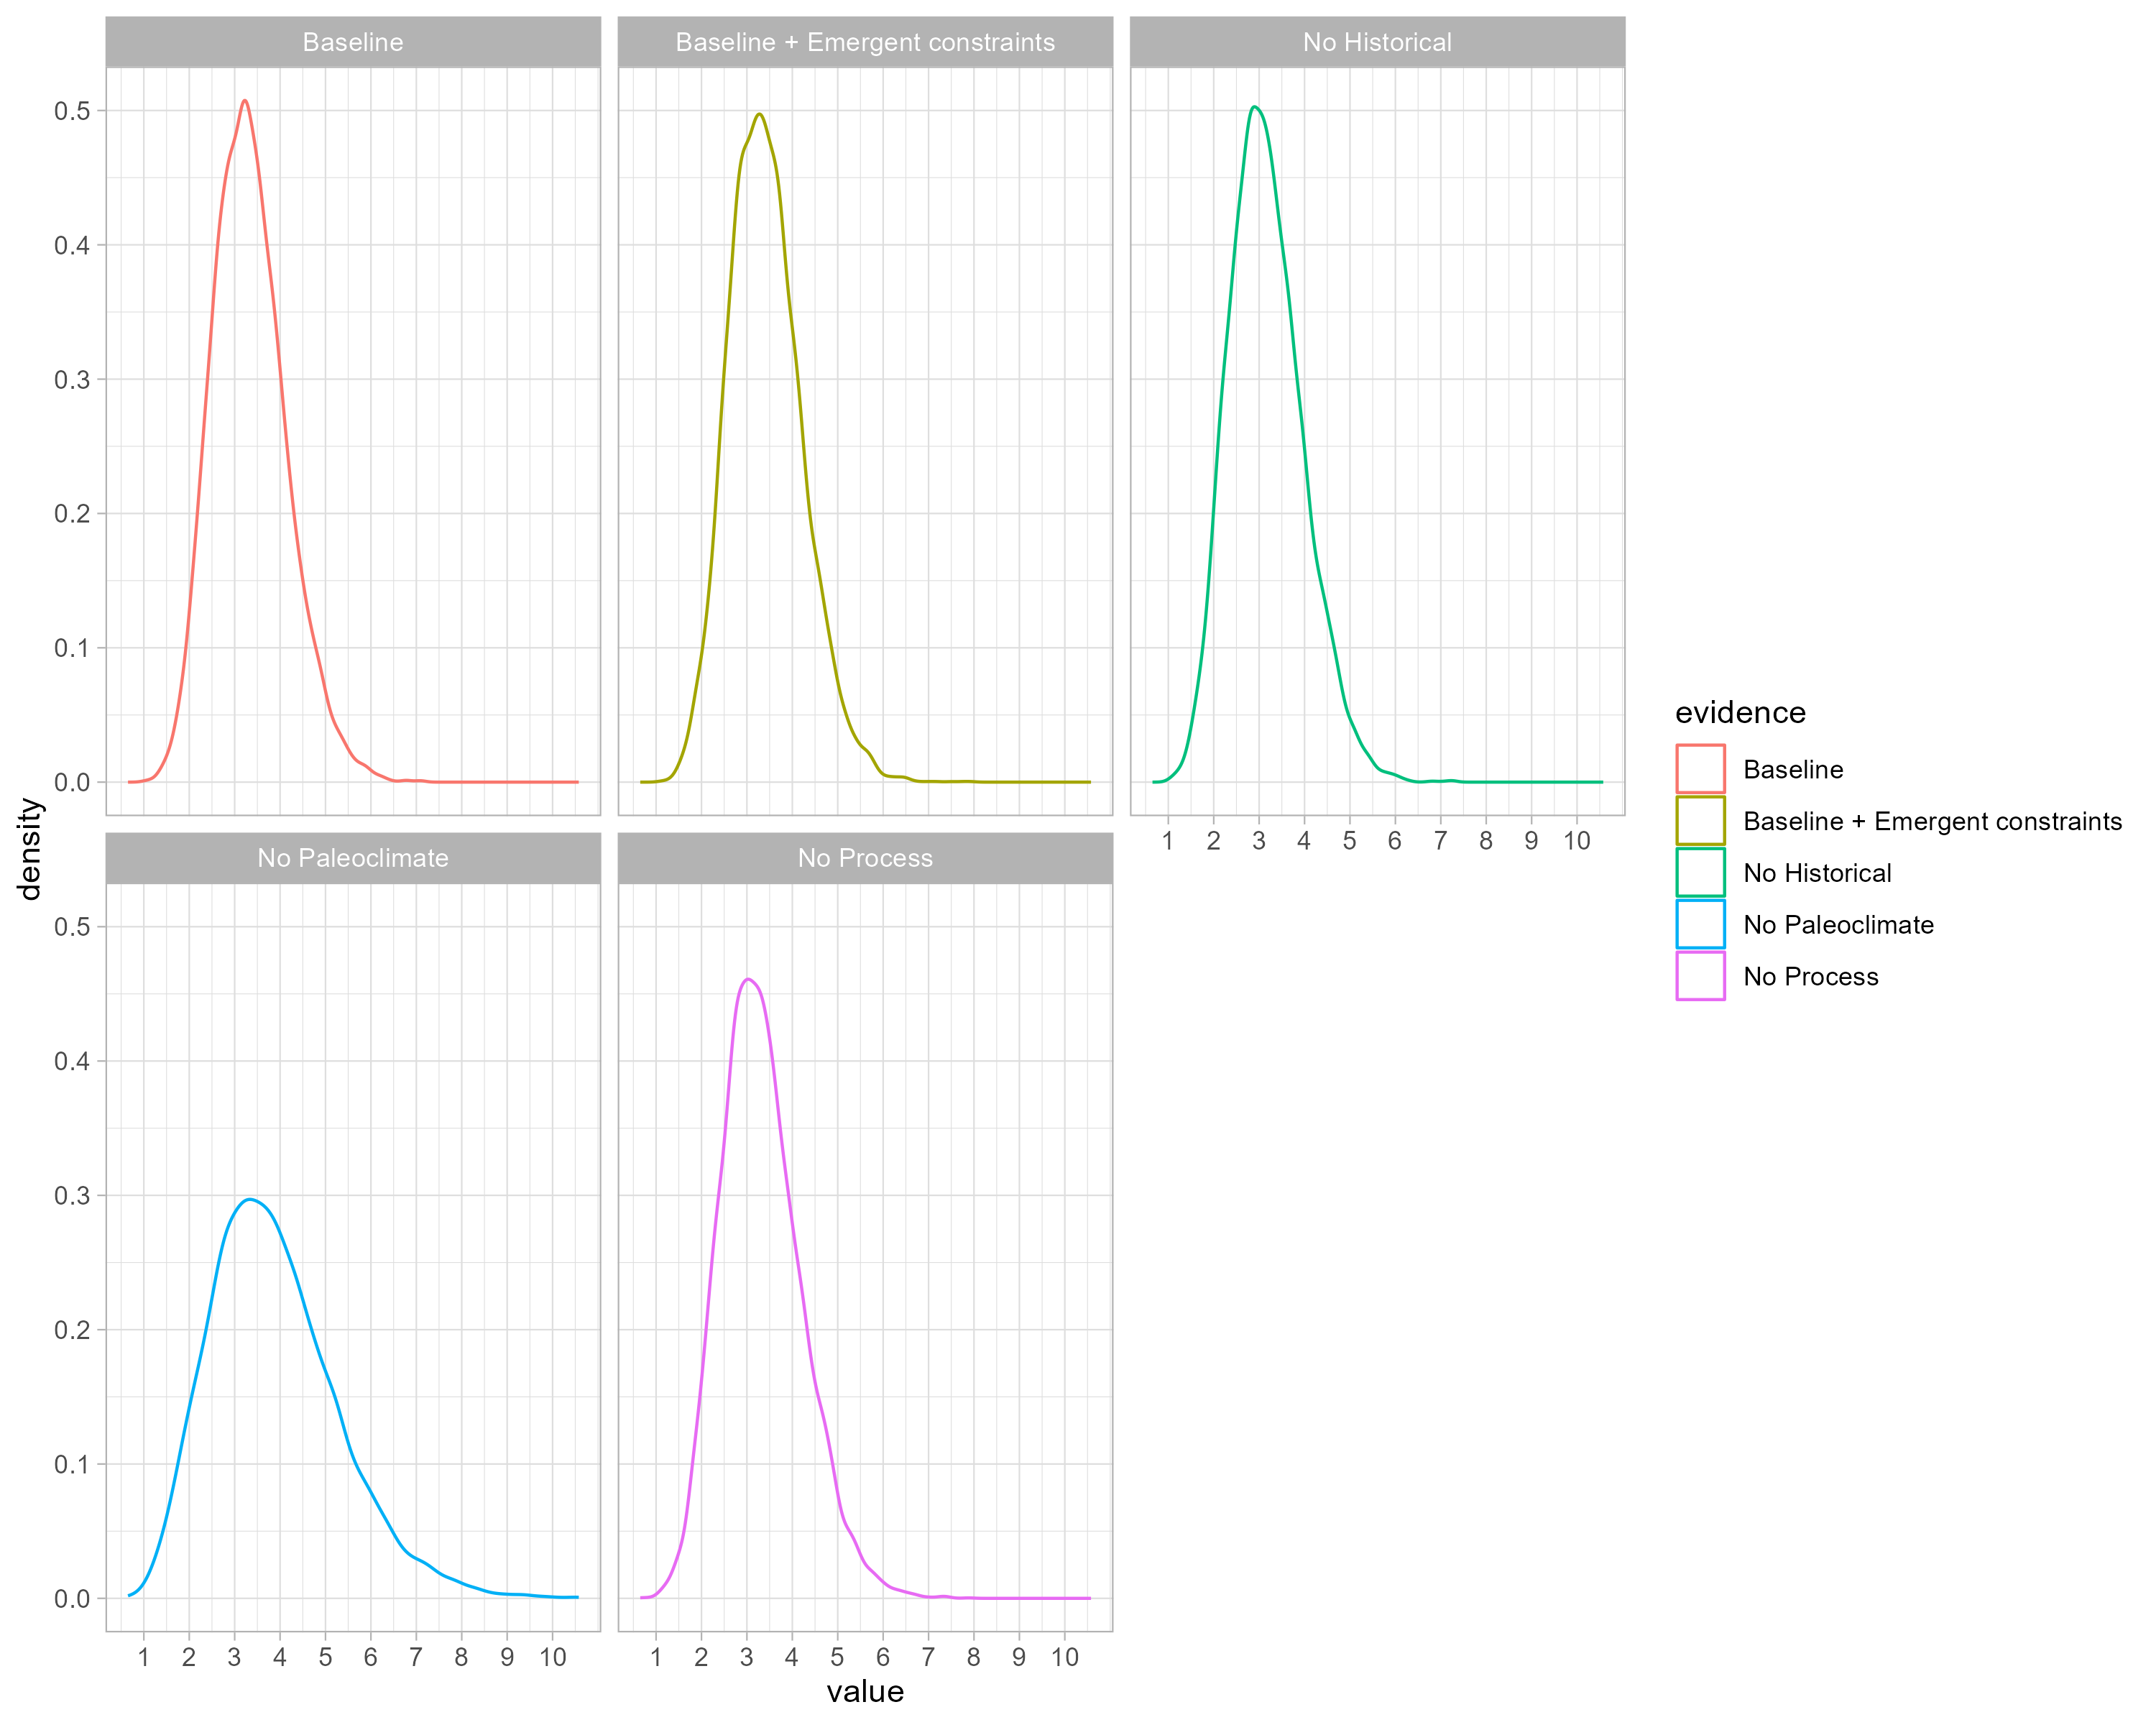 Baseline
Baseline + Emergent constraints
No Historical
0.5
0.4
0.3
0.2
0.1
0.0
1 2 3 4 5 6 7 8 9 10
No Paleoclimate
No Process
0.5
0.4
0.3
0.2
0.1
0.0
1 2 3 4 5 6 7 8 9 10
1 2 3 4 5 6 7 8 9 10
value
density
evidence
Baseline
Baseline + Emergent constraints
No Historical
No Paleoclimate
No Process